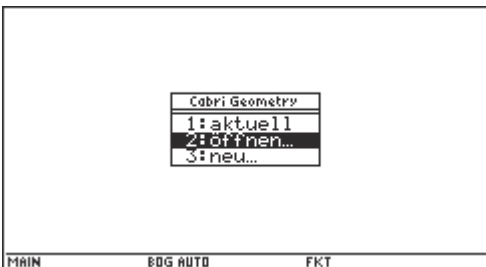 Cabri Geometry
1:aktuell
2:öffnen…
3:neu…
MAIN BOG AUTO FKT